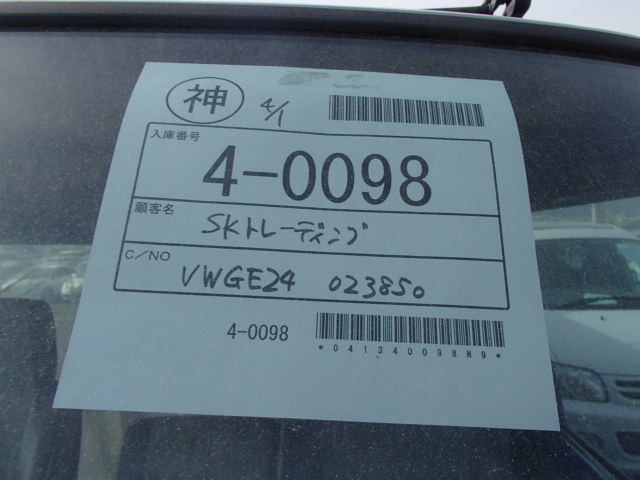 神 4/1
入庫番号
4-0098
顧客名
SKトレーディング
C/NO
VWGE24 023850
4-0098
*041340098N9*